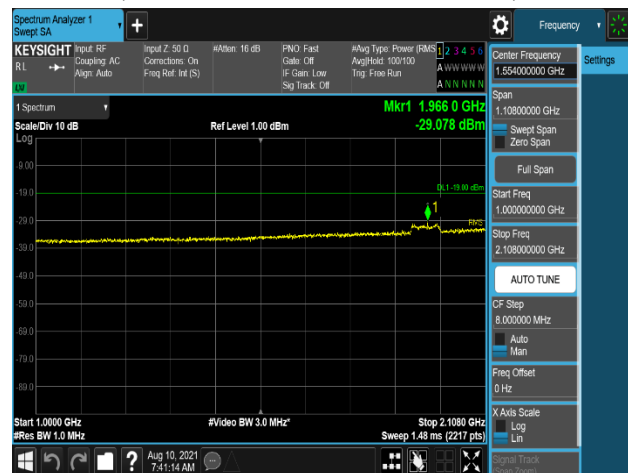 Spectrum Analyzer 1
Swept SA
Frequency
KEYSIGHT
RL
Input: RF
Coupling: AC
Align: Auto
Input Z: 50 Ω
Corrections: On
Freq Ref: Int (S)
#Atten: 16 dB
PNO: Fast
Gate: Off
IF Gain: Low
Sig Track: Off
#Avg Type: Power (RMS
Avg|Hold: 100/100
Trig: Free Run
1 2 3 4 5 6
A W W W W W
A N N N N N
1 Spectrum
Scale/Div 10 dB
Log
Ref Level 1.00 dBm
Mkr1 1.966 0 GHz
-29.078 dBm
-9.00
-19.0
-29.0
-39.0
-49.0
-59.0
-69.0
-79.0
-89.0
DL1 -19.00 dBm
1
RMS
Start 1.0000 GHz
#Res BW 1.0 MHz
#Video BW 3.0 MHz*
Stop 2.1080 GHz
Sweep 1.48 ms (2217 pts)
Center Frequency
1.554000000 GHz
Settings
Span
1.10800000 GHz
Swept Span
Zero Span
Full Span
Start Freq
1.000000000 GHz
Stop Freq
2.108000000 GHz
AUTO TUNE
CF Step
8.000000 MHz
Auto
Man
Freq Offset
0 Hz
X Axis Scale
Log
Lin
Signal Track
(Span Zoom)
?
Aug 10, 2021
7:41:14 AM